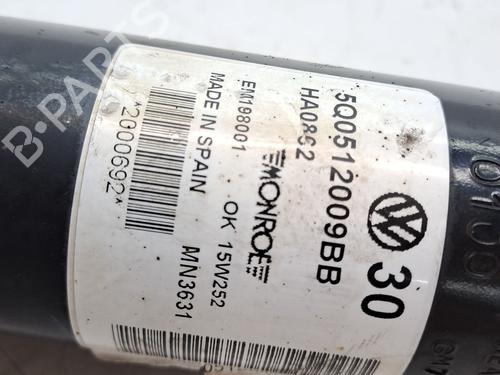 30
5Q0512009BB
HA0862
MONROE
EM198001
OK 15W252
MADE IN SPAIN
MN3631
*2000692*
B-PARTS